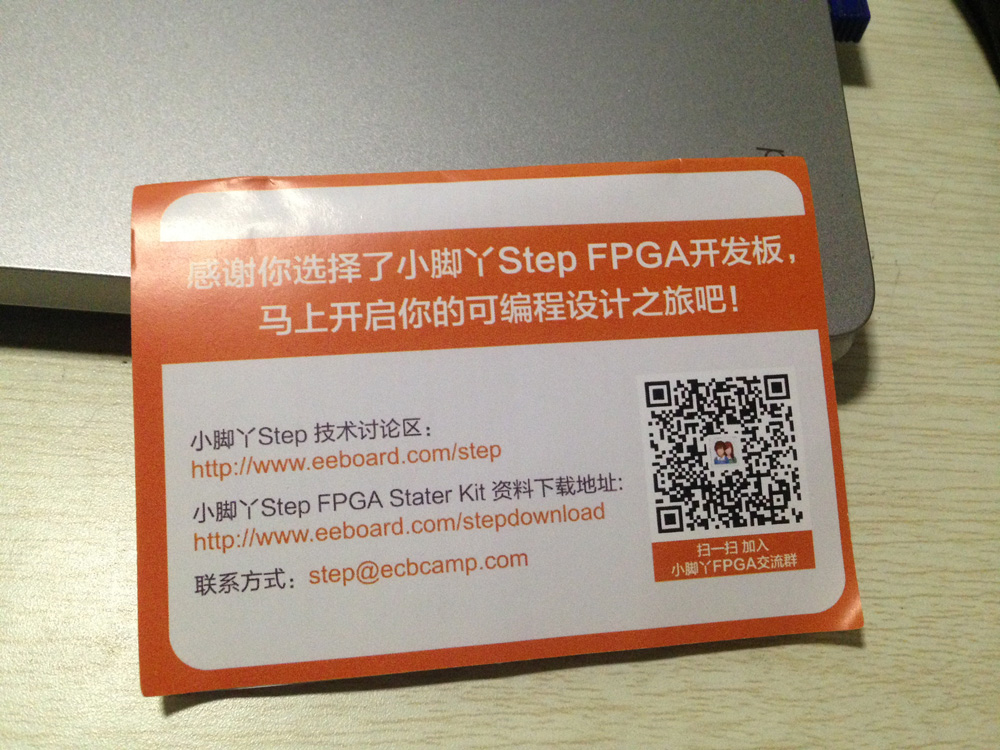 感谢你选择了小脚丫Step FPGA开发板，
马上开启你的可编程设计之旅吧！
小脚丫Step 技术讨论区：
http://www.eeboard.com/step
小脚丫Step FPGA Stater Kit 资料下载地址:
http://www.eeboard.com/stepdownload
联系方式：step@ecbcamp.com
扫一扫 加入
小脚丫FPGA交流群